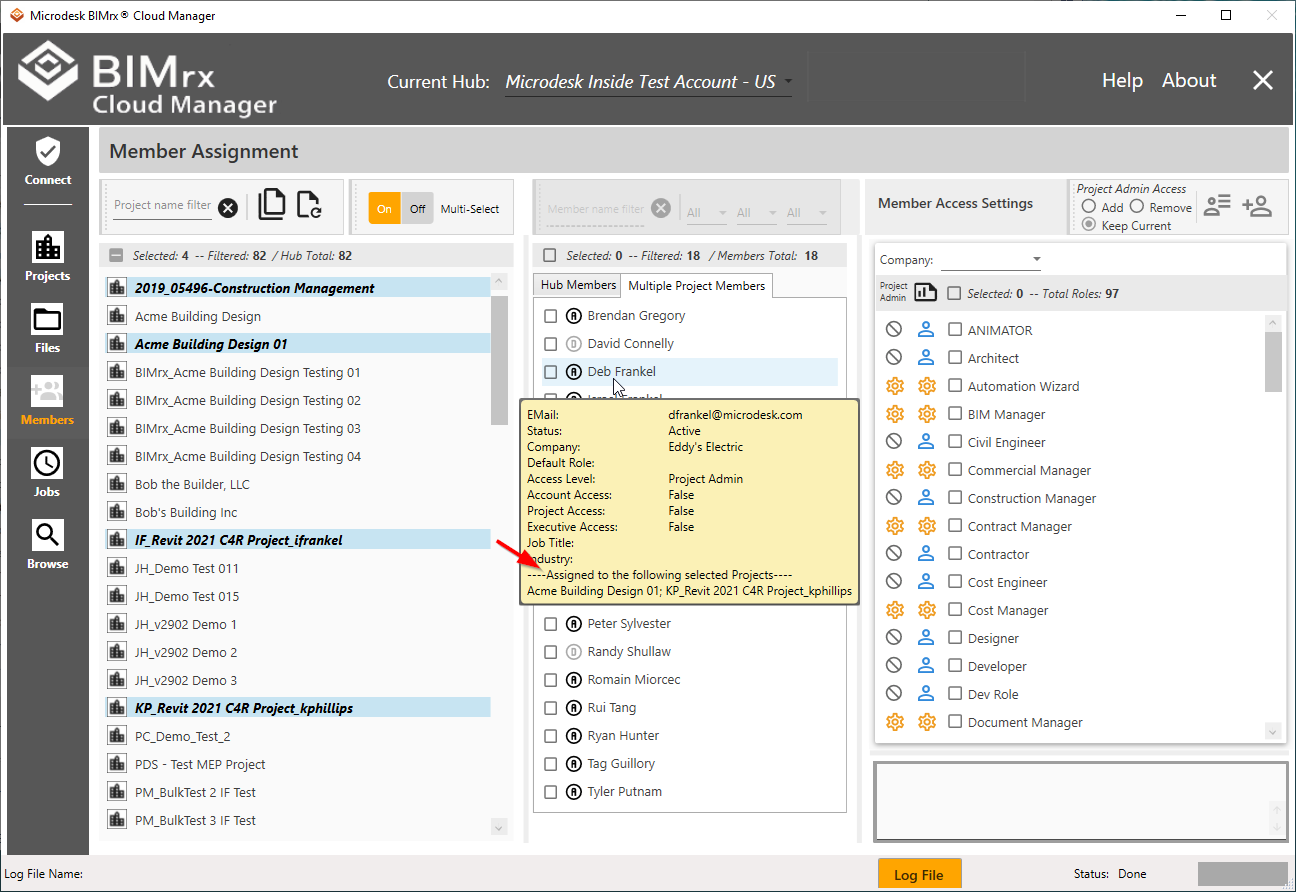 Microdesk BIMrx® Cloud Manager
BIMrx
Cloud Manager
Current Hub: Microdesk Inside Test Account - US
Help About
Connect
Projects
Files
Members
Jobs
Browse
Member Assignment
Project name filter
On Off Multi-Select
Selected: 4 -- Filtered: 82 / Hub Total: 82
2019_05496-Construction Management
Acme Building Design
Acme Building Design 01
BIMrx_Acme Building Design Testing 01
BIMrx_Acme Building Design Testing 02
BIMrx_Acme Building Design Testing 03
BIMrx_Acme Building Design Testing 04
Bob the Builder, LLC
Bob's Building Inc
IF_Revit 2021 C4R Project_ifrankel
JH_Demo Test 011
JH_Demo Test 015
JH_v2902 Demo 1
JH_v2902 Demo 2
JH_v2902 Demo 3
KP_Revit 2021 C4R Project_kphillips
PC_Demo_Test_2
PDS - Test MEP Project
PM_BulkTest 2 IF Test
PM_BulkTest 3 IF Test
Member name filter All All All
Selected: 0 -- Filtered: 18 / Members Total: 18
Hub Members Multiple Project Members
A Brendan Gregory
D David Connelly
A Deb Frankel
EMail: dfrankel@microdesk.com
Status: Active
Company: Eddy's Electric
Default Role:
Access Level: Project Admin
Account Access: False
Project Access: False
Executive Access: False
Job Title:
ndustry:
----Assigned to the following selected Projects----
Acme Building Design 01; KP_Revit 2021 C4R Project_kphillips
A Peter Sylvester
D Randy Shullaw
A Romain Miorcec
A Rui Tang
A Ryan Hunter
A Tag Guillory
A Tyler Putnam
Member Access Settings
Project Admin Access
Add Remove
Keep Current
Company:
Project
Admin
Selected: 0 -- Total Roles: 97
ANIMATOR
Architect
Automation Wizard
BIM Manager
Civil Engineer
Commercial Manager
Construction Manager
Contract Manager
Contractor
Cost Engineer
Cost Manager
Designer
Developer
Dev Role
Document Manager
Log File Name:
Log File
Status: Done